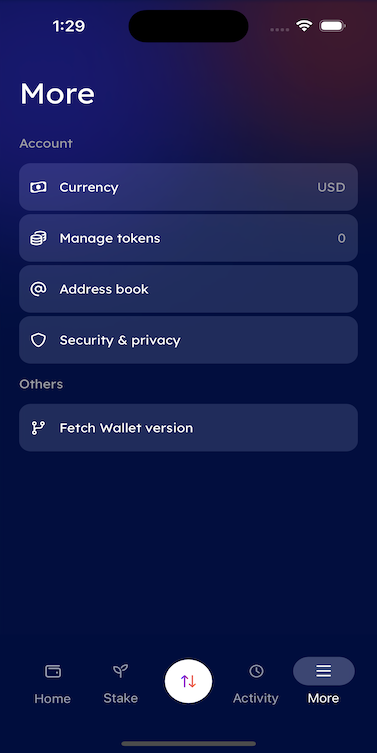 1:29
More
Account
Currency USD
Manage tokens 0
Address book
Security & privacy
Others
Fetch Wallet version
Home Stake Activity More